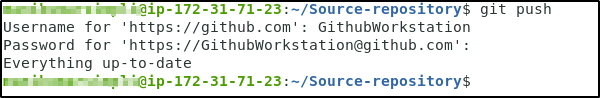 @ip-172-31-71-23:~/Source-repository$ git push
Username for 'https://github.com': GithubWorkstation
Password for 'https://GithubWorkstation@github.com':
Everything up-to-date
@ip-172-31-71-23:~/Source-repository$